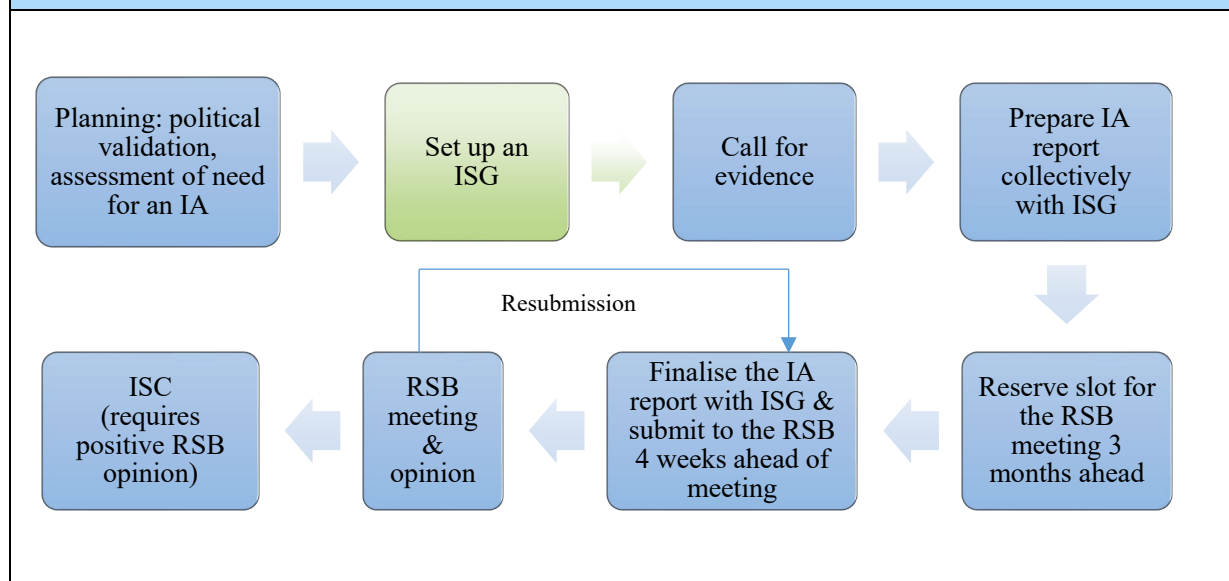 Planning: political
validation,
assessment of need
for an IA
Set up an
ISG
Call for
evidence
Prepare IA
report
collectively
with ISG
Resubmission
Reserve slot for
the RSB
meeting 3
months ahead
Finalise the IA
report with ISG &
submit to the RSB
4 weeks ahead of
meeting
RSB
meeting
&
opinion
ISC
(requires
positive RSB
opinion)